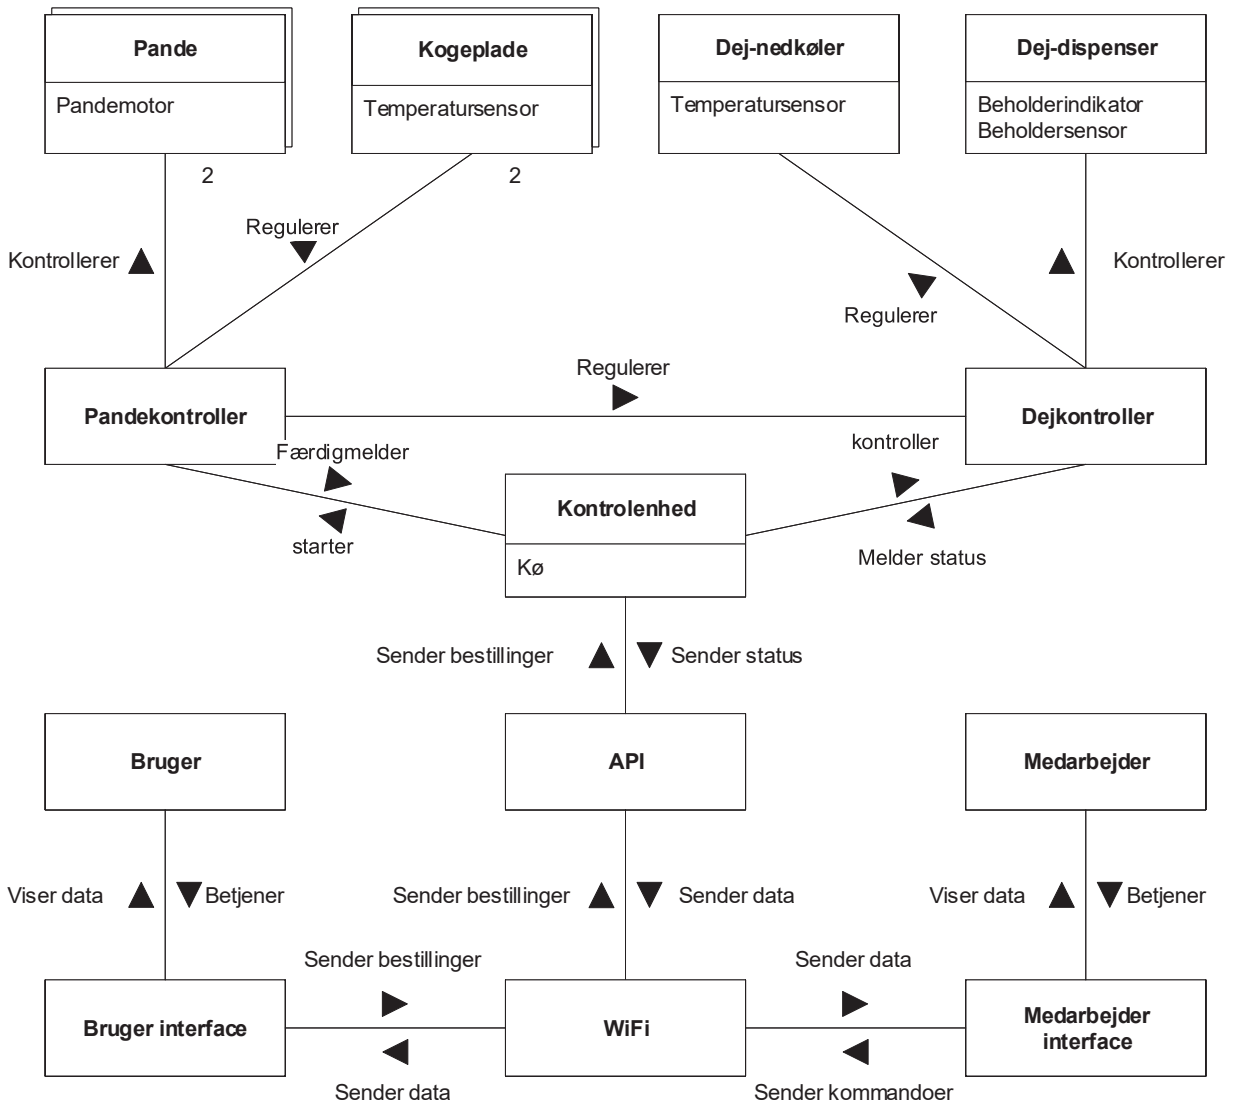 Pande
Kogeplade
Dej-nedkøler
Dej-dispenser
Pandemotor
Temperatursensor
Temperatursensor
Beholderindikator
Beholdersensor
2
2
Regulerer
Kontrollerer
Kontrollerer
Regulerer
Regulerer
Pandekontroller
Dejkontroller
Færdigmelder
kontroller
Kontrolenhed
starter
Melder status
Kø
Sender bestillinger
Sender status
Bruger
API
Medarbejder
Viser data
Betjener
Sender bestillinger
Sender data
Viser data
Betjener
Sender bestillinger
Sender data
Bruger interface
WiFi
Medarbejder
interface
Sender data
Sender kommandoer